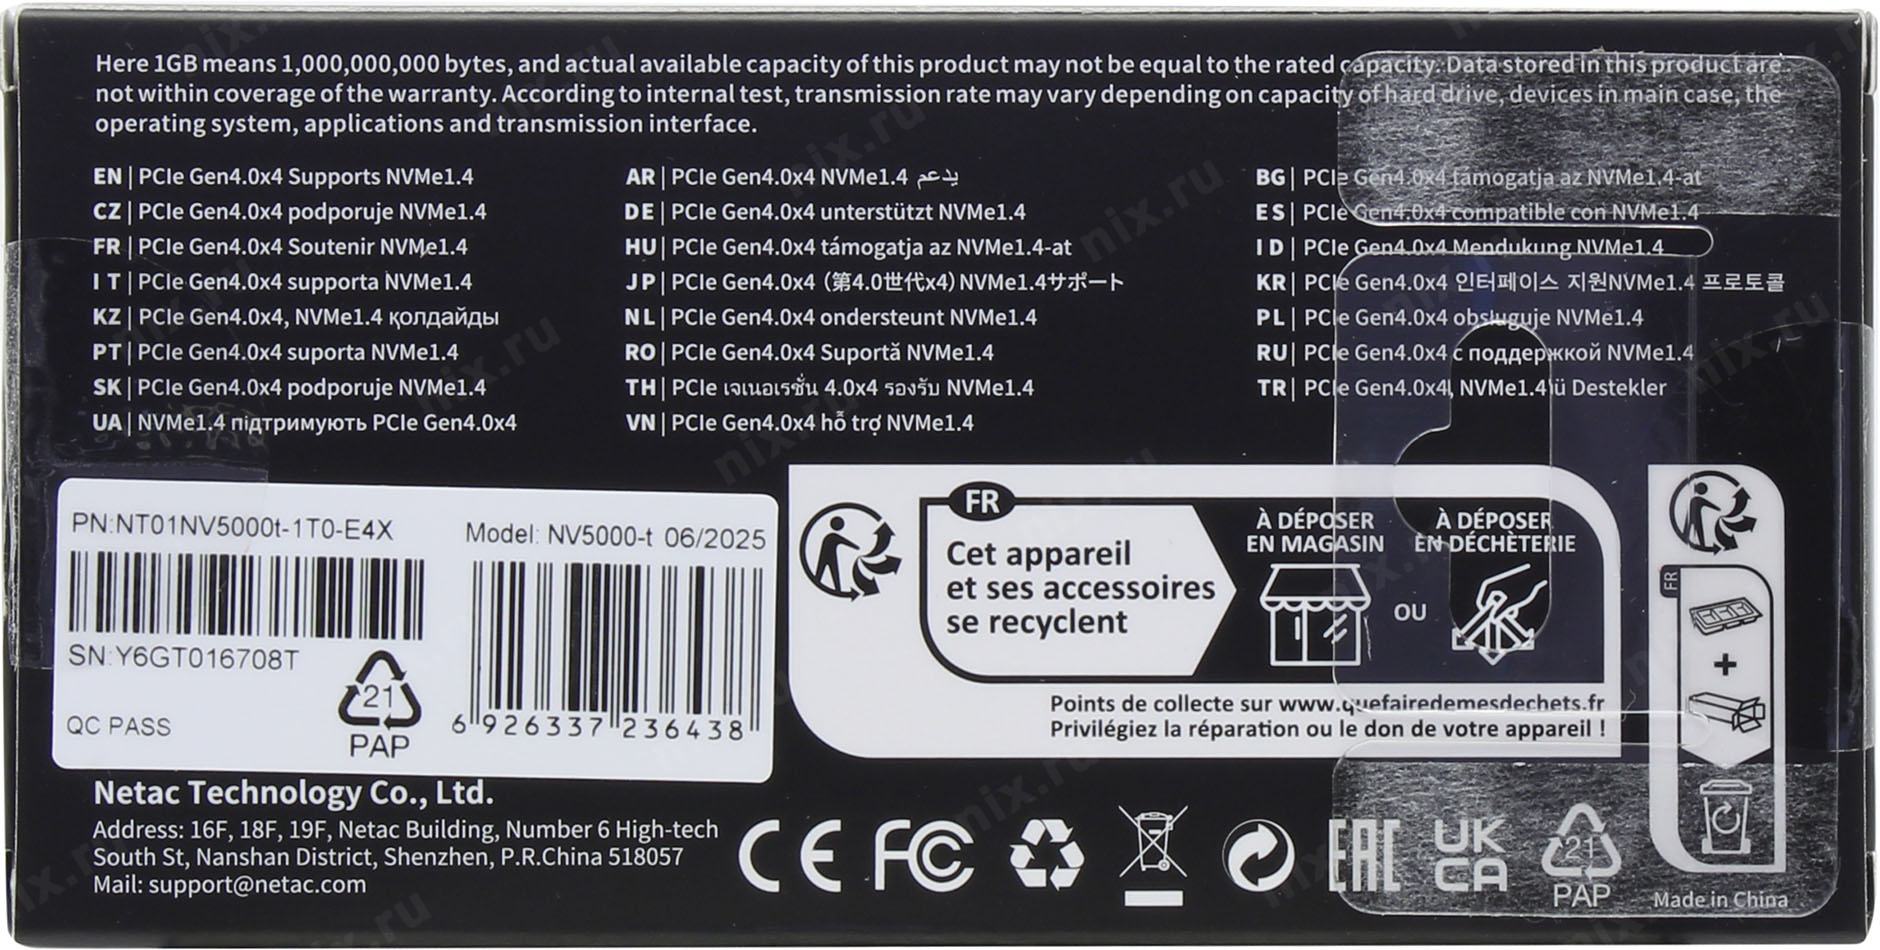 Here 1GB means 1,000,000,000 bytes, and actual available capacity of this product may not be equal to the rated capacity. Data stored in this product are
not within coverage of the warranty. According to internal test, transmission rate may vary depending on capacity of hard drive, devices in main case, the
operating system, applications and transmission interface.
EN | PCIe Gen4.0x4 Supports NVMe1.4
CZ | PCIe Gen4.0x4 podporuje NVMe1.4
FR | PCIe Gen4.0x4 Soutenir NVMe1.4
IT | PCIe Gen4.0x4 supporta NVMe1.4
KZ | PCIe Gen4.0x4, NVMe1.4 қолдайды
PT | PCIe Gen4.0x4 suporta NVMe1.4
SK | PCIe Gen4.0x4 podporuje NVMe1.4
UA | NVMe1.4 підтримують PCIe Gen4.0x4
AR | PCIe Gen4.0x4 NVMe1.4 يدعم
DE | PCIe Gen4.0x4 unterstützt NVMe1.4
HU | PCIe Gen4.0x4 támogatja az NVMe1.4-at
JP | PCIe Gen4.0x4 (第4.0世代x4) NVMe1.4サポート
NL | PCIe Gen4.0x4 ondersteunt NVMe1.4
RO | PCIe Gen4.0x4 Suportă NVMe1.4
TH | PCIe เจเนอเรชั่น 4.0x4 รองรับ NVMe1.4
VN | PCIe Gen4.0x4 hỗ trợ NVMe1.4
BG | PCIe Gen4.0x4 támogatja az NVMe1.4-at
ES | PCIe Gen4.0x4 compatible con NVMe1.4
ID | PCIe Gen4.0x4 Mendukung NVMe1.4
KR | PCIe Gen4.0x4 인터페이스 지원NVMe1.4 프로토콜
PL | PCIe Gen4.0x4 obsługuje NVMe1.4
RU | PCIe Gen4.0x4 с поддержкой NVMe1.4
TR | PCIe Gen4.0x4, NVMe1.4'ü Destekler
PN:NT01NV5000t-1T0-E4X
Model: NV5000-t 06/2025
SN:Y6GT016708T
21
PAP
QC PASS
6 926337 236438
FR
Cet appareil
et ses accessoires
se recyclent
À DÉPOSER
EN MAGASIN
OU
À DÉPOSER
EN DÉCHÈTERIE
Points de collecte sur www.quefairedemesdechets.fr
Privilégiez la réparation ou le don de votre appareil !
FR
+
Netac Technology Co., Ltd.
Address: 16F, 18F, 19F, Netac Building, Number 6 High-tech
South St, Nanshan District, Shenzhen, P.R.China 518057
Mail: support@netac.com
CE FC EAC UK
CA
21
PAP
Made in China
nix.ru